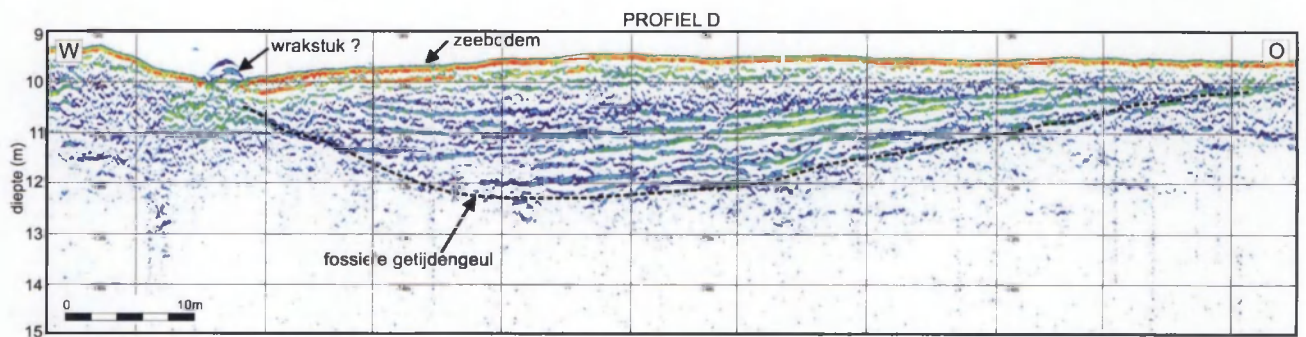 PROFIEL D
W
wrakstuk ?
zeebodem
O
9
10
11
12
13
14
15
diepte (m)
fossiele getijdengeul
0 10m